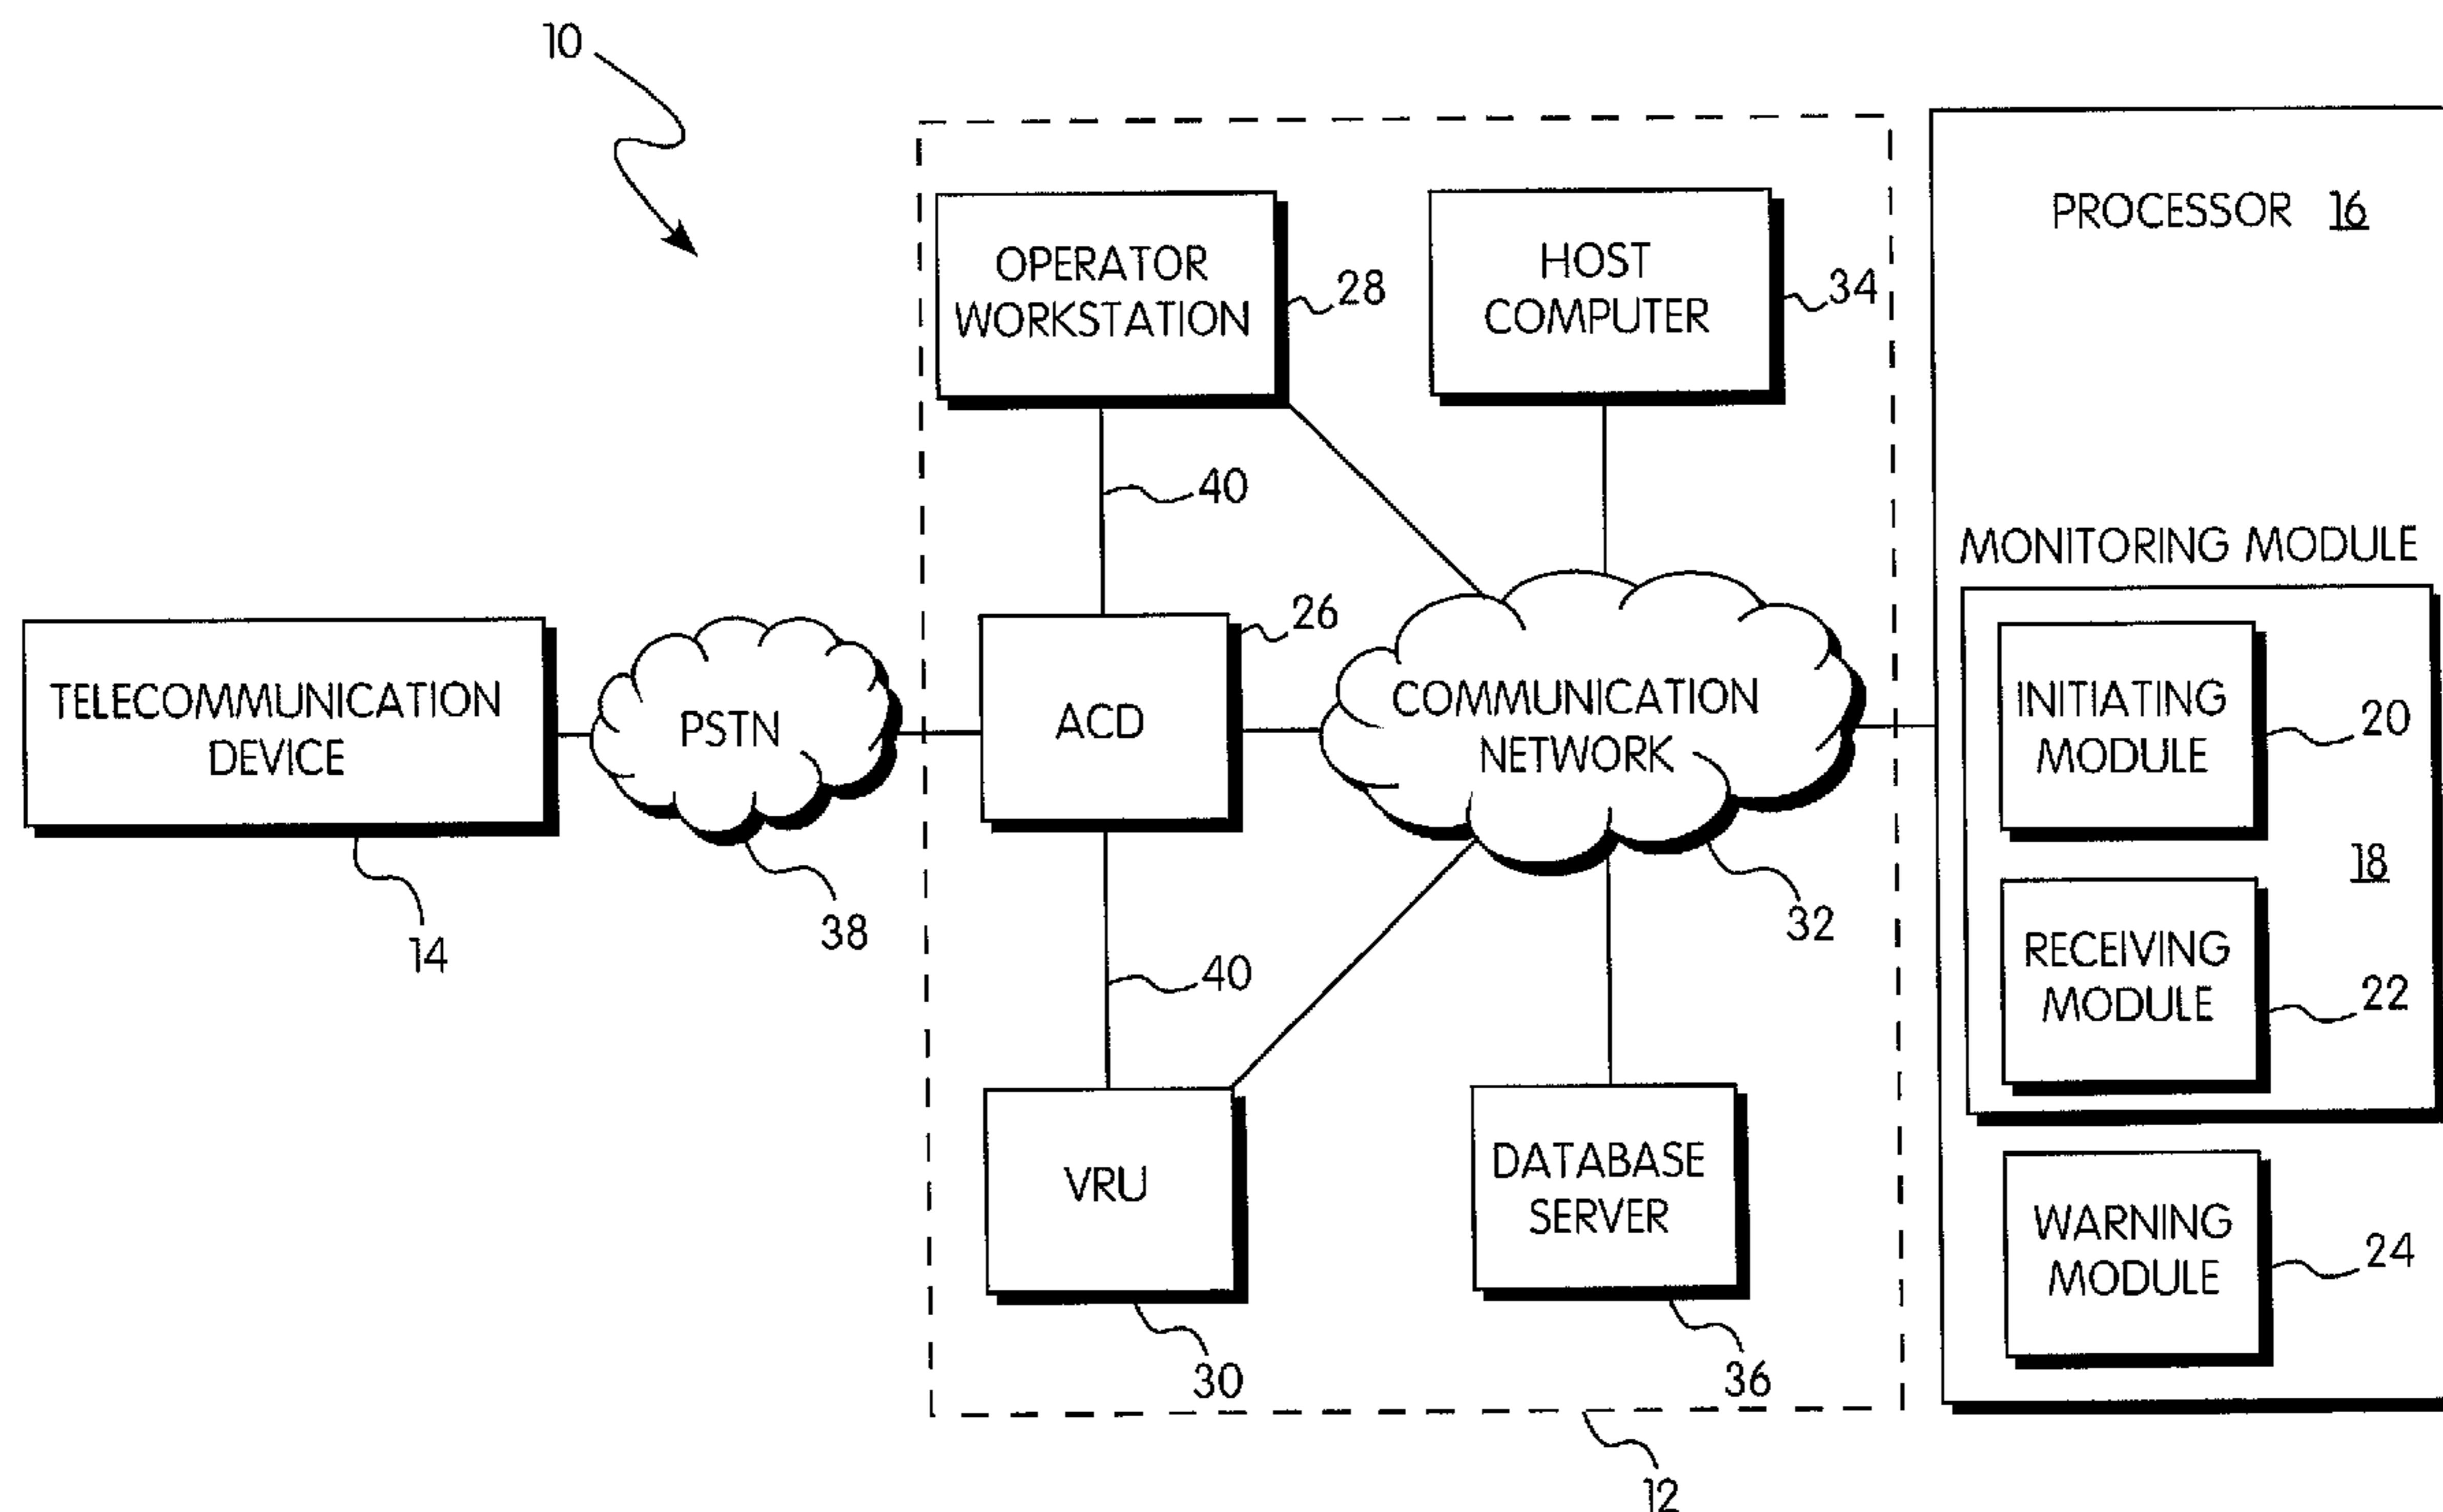 10
PROCESSOR 16
OPERATOR
WORKSTATION
28
HOST
COMPUTER
34
40
MONITORING MODULE
TELECOMMUNICATION
DEVICE
14
PSTN
38
ACD
26
COMMUNICATION
NETWORK
32
INITIATING
MODULE
20
18
RECEIVING
MODULE
22
40
VRU
30
DATABASE
SERVER
36
WARNING
MODULE
24
12